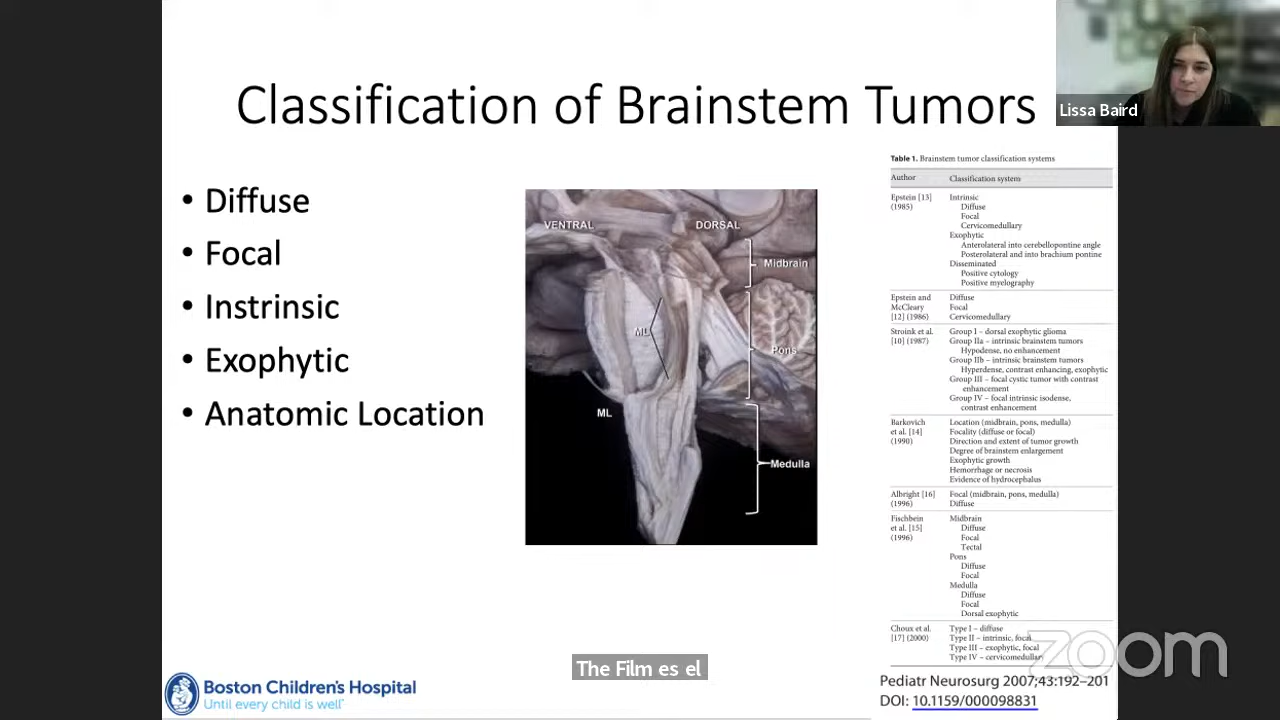 Classification of Brainstem Tumors
Lissa Baird
• Diffuse
• Focal
• Instrinsic
• Exophytic
• Anatomic Location
VENTRAL
DORSAL
Midbrain
ML
Pons
ML
Medulla
Table 1. Brainstem tumor classification systems
Author Classification system
Epstein [13] Intrinsic
(1985) Diffuse
Focal
Cervicomedullary
Exophytic
Anterolateral into cerebellopontine angle
Posterolateral and into brachium pontine
Disseminated
Positive cytology
Positive myelography
Epstein and Diffuse
McCleary Focal
[12] (1986) Cervicomedullary
Stroink et al. Group I – dorsal exophytic glioma
[10] (1987) Group IIa – intrinsic brainstem tumors
Hypodense, no enhancement
Group IIb – intrinsic brainstem tumors
Hyperdense, contrast enhancing, exophytic
Group III – focal cystic tumor with contrast
enhancement
Group IV – focal intrinsic isodense,
contrast enhancement
Barkovich Location (midbrain, pons, medulla)
et al. [14] Focality (diffuse or focal)
(1990) Direction and extent of tumor growth
Degree of brainstem enlargement
Exophytic growth
Hemorrhage or necrosis
Evidence of hydrocephalus
Albright [16] Focal (midbrain, pons, medulla)
(1996) Diffuse
Fischbein Midbrain
et al. [15] Diffuse
(1996) Focal
Tectal
Pons
Diffuse
Focal
Medulla
Diffuse
Focal
Dorsal exophytic
Choux et al. Type I – diffuse
[17] (2000) Type II – intrinsic, focal
Type III – exophytic, focal
Type IV – cervicomedullary
zoom
The Film es el
Boston Children's Hospital
Until every child is well™
Pediatr Neurosurg 2007;43:192–201
DOI: 10.1159/000098831